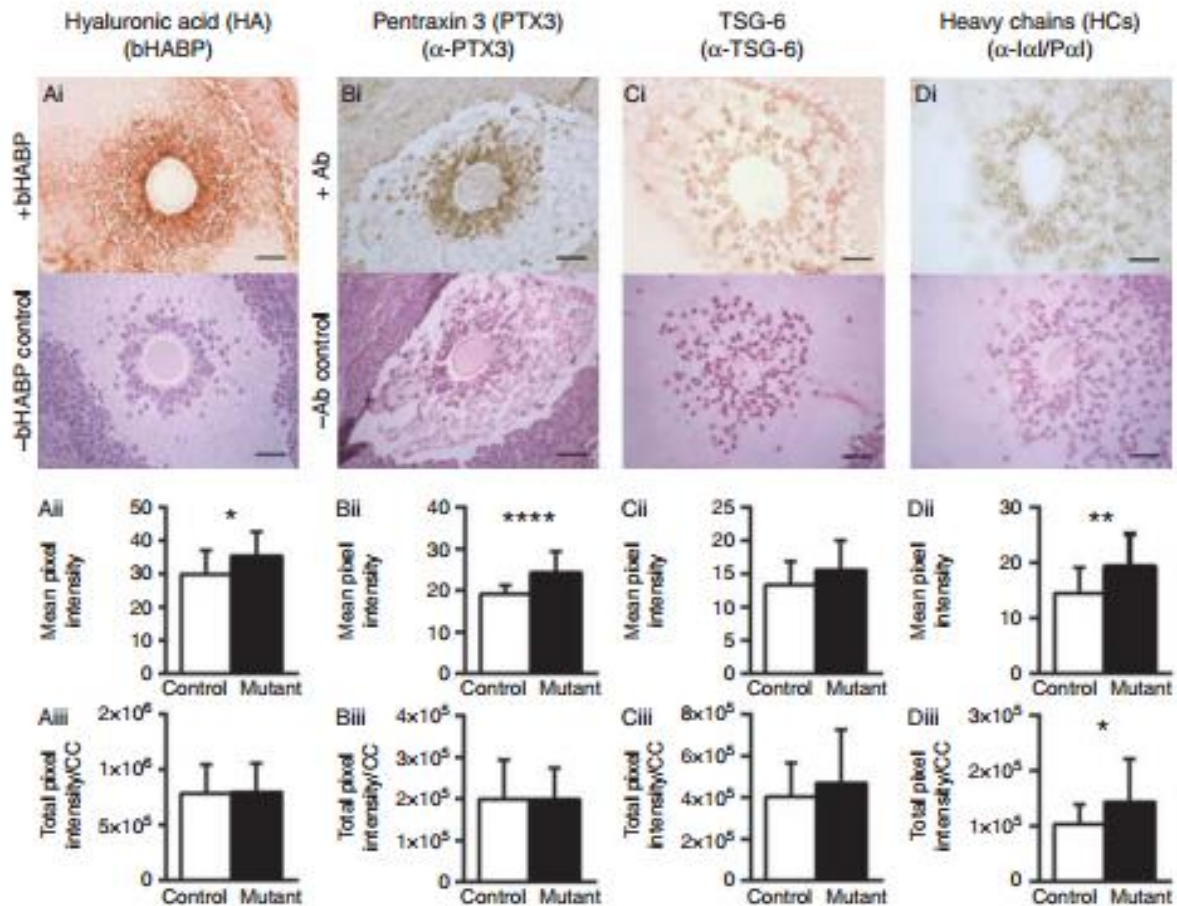 Hyaluronic acid (HA)
(bHABP)
Pentraxin 3 (PTX3)
(α-PTX3)
TSG-6
(α-TSG-6)
Heavy chains (HCs)
(α-IαI/PαI)
+bHABP
Ai
+ Ab
Bi
Ci
Di
–bHABP control
–Ab control
Aii
Mean pixel
intensity
50
40
30
20
10
0
*
Control Mutant
Bii
Mean pixel
intensity
40
30
20
10
0
****
Control Mutant
Cii
Mean pixel
intensity
25
20
15
10
5
0
Control Mutant
Dii
Mean pixel
intensity
30
20
10
0
**
Control Mutant
Aiii
Total pixel
intensity/CC
2×10⁶
1×10⁶
5×10⁵
0
Control Mutant
Biii
Total pixel
intensity/CC
4×10⁵
3×10⁵
2×10⁵
1×10⁵
0
Control Mutant
Ciii
Total pixel
intensity/CC
8×10⁵
6×10⁵
4×10⁵
2×10⁵
0
Control Mutant
Diii
Total pixel
intensity/CC
3×10⁵
2×10⁵
1×10⁵
0
*
Control Mutant